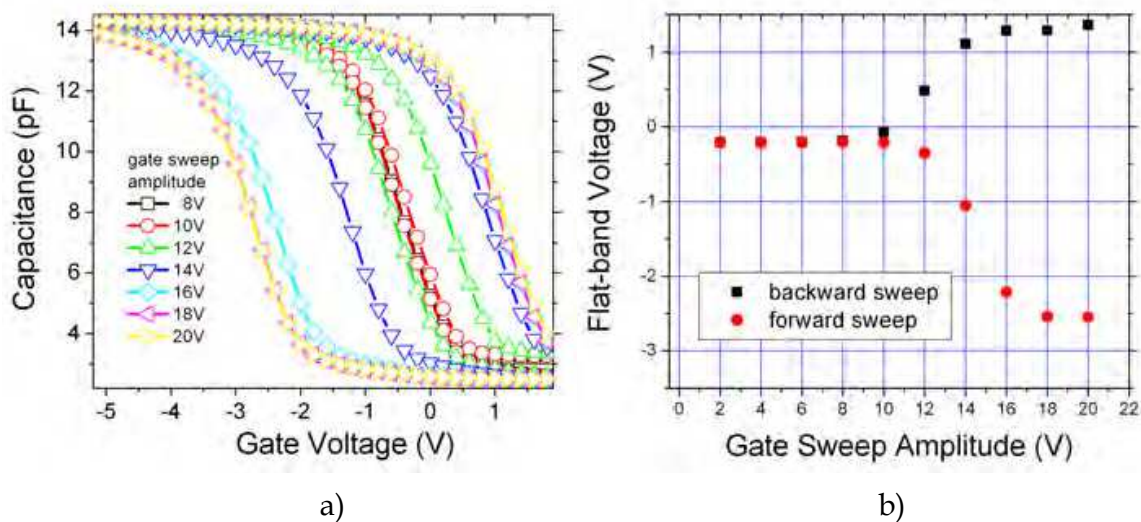 14
12
10
8
6
4
Capacitance (pF)
gate sweep
amplitude
8V
10V
12V
14V
16V
18V
20V
-5 -4 -3 -2 -1 0 1
Gate Voltage (V)
a)
1
0
-1
-2
-3
Flat-band Voltage (V)
backward sweep
forward sweep
0 2 4 6 8 10 12 14 16 18 20 22
Gate Sweep Amplitude (V)
b)